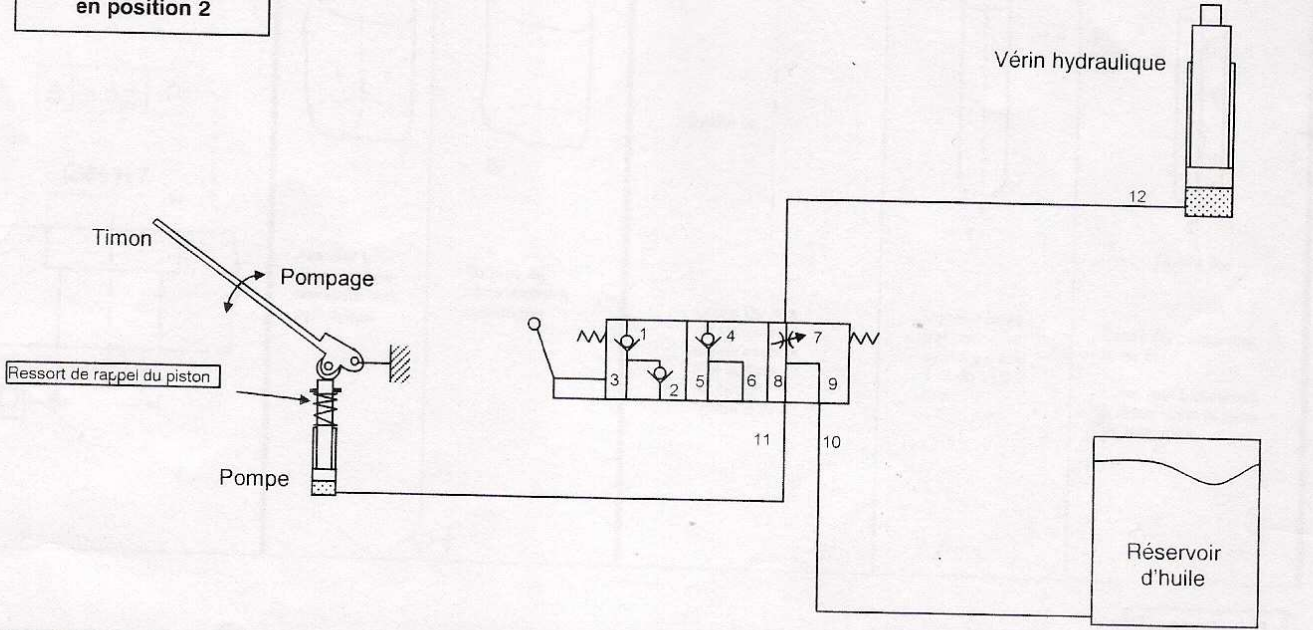 en position 2
Vérin hydraulique
12
Timon
Pompage
1
4
7
Ressort de rappel du piston
3
2
5
6
8
9
11
10
Pompe
Réservoir
d'huile